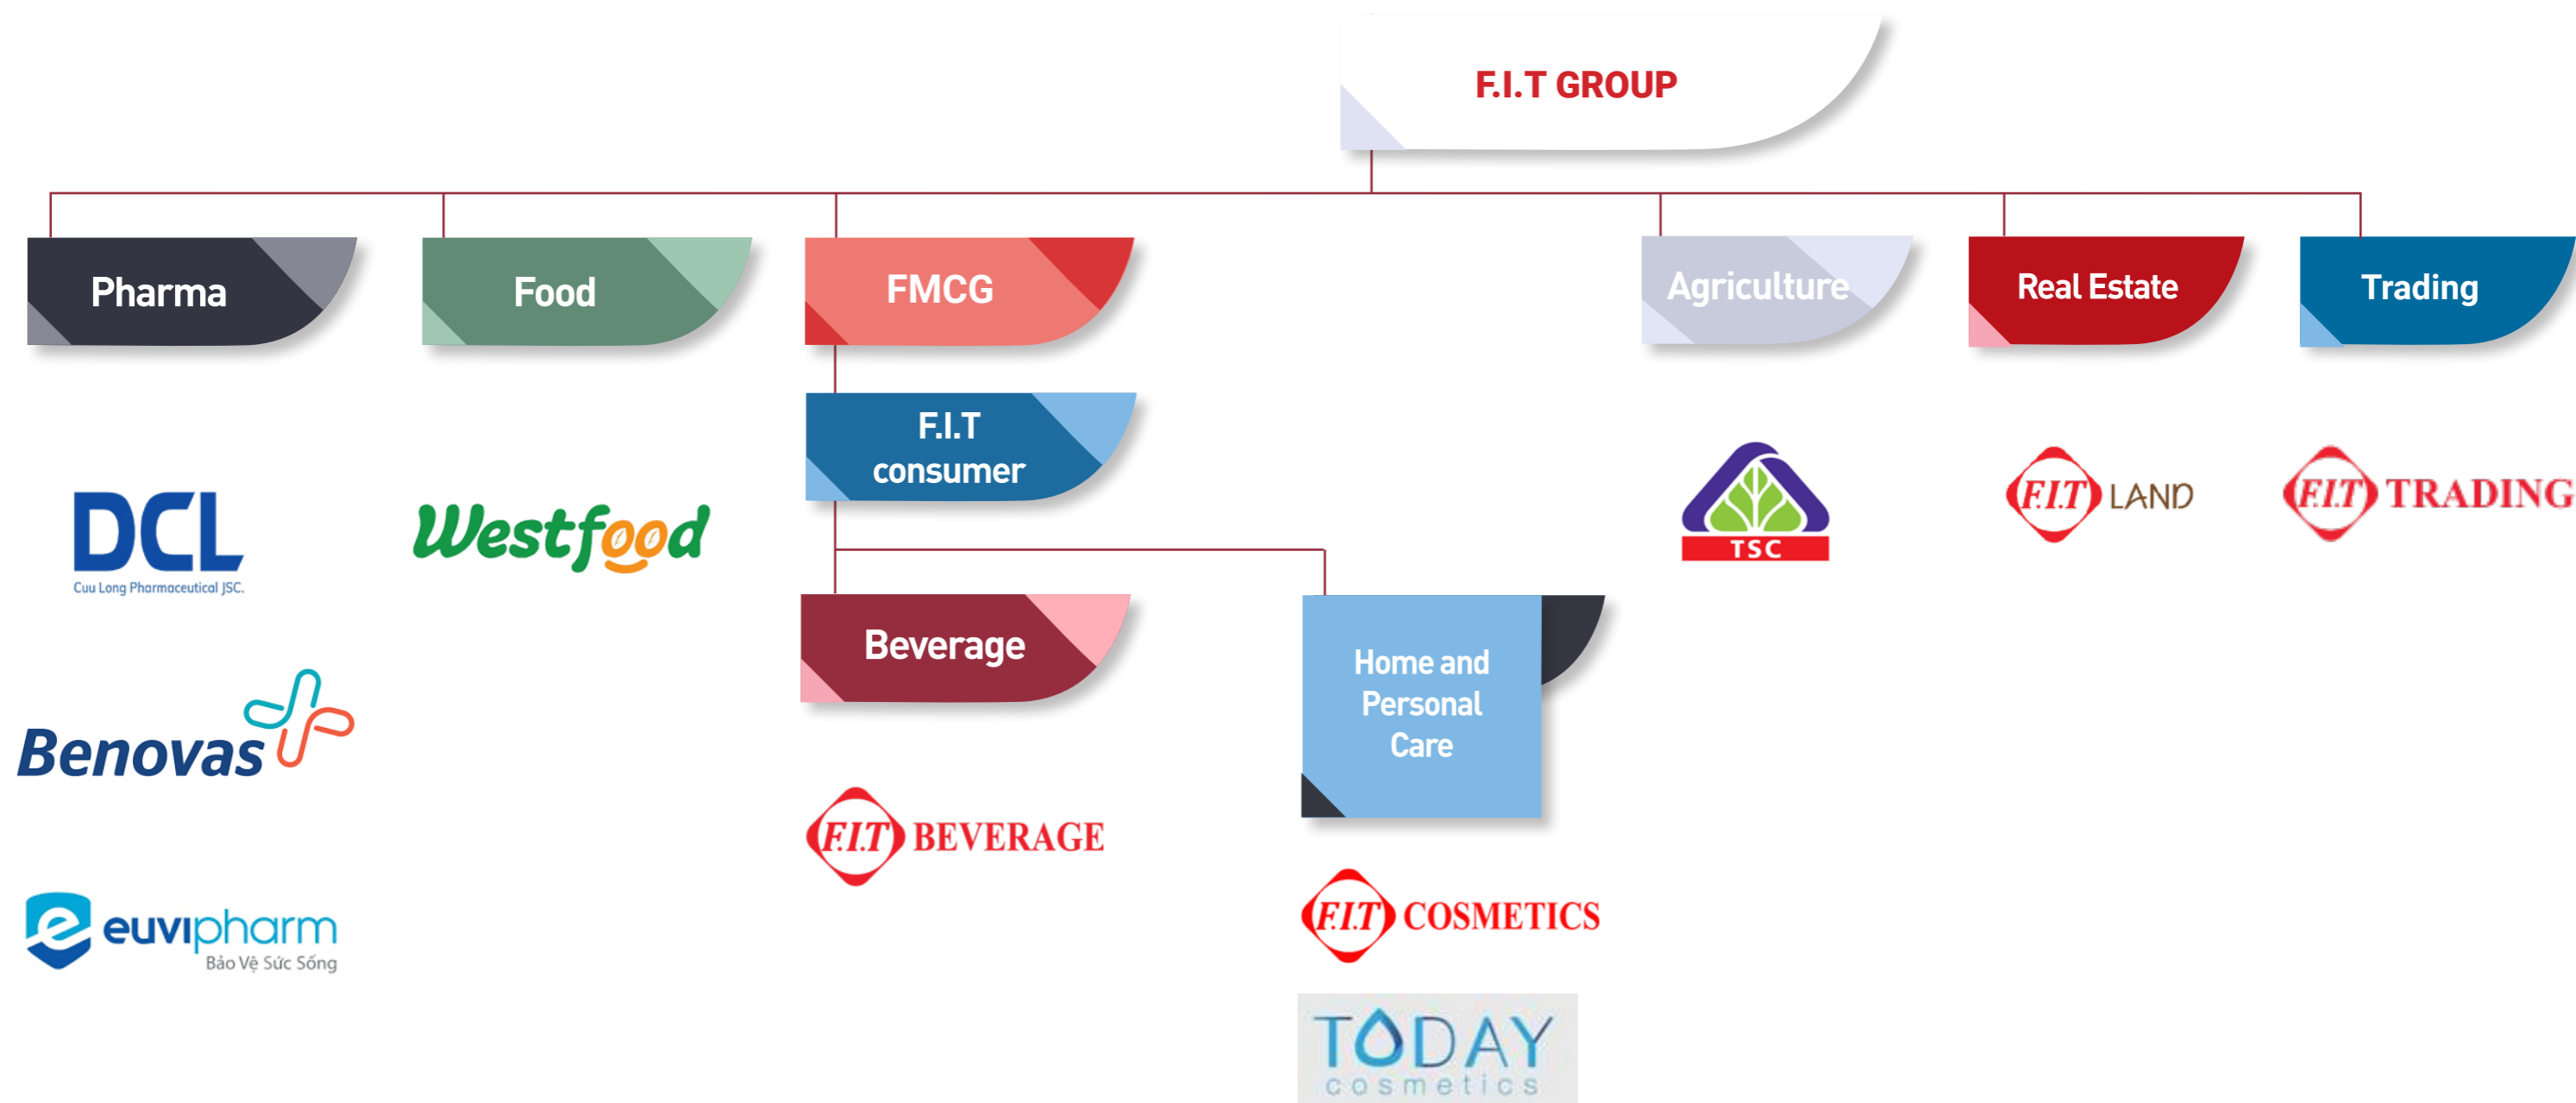 F.I.T GROUP
Pharma
Food
FMCG
Agriculture
Real Estate
Trading
F.I.T
consumer
DCL
Cuu Long Pharmaceutical JSC.
Westfood
TSC
F.I.T LAND
F.I.T TRADING
Beverage
Home and
Personal
Care
Benovas
F.I.T BEVERAGE
F.I.T COSMETICS
euvipharm
Bảo Vệ Sức Sống
TODAY
cosmetics